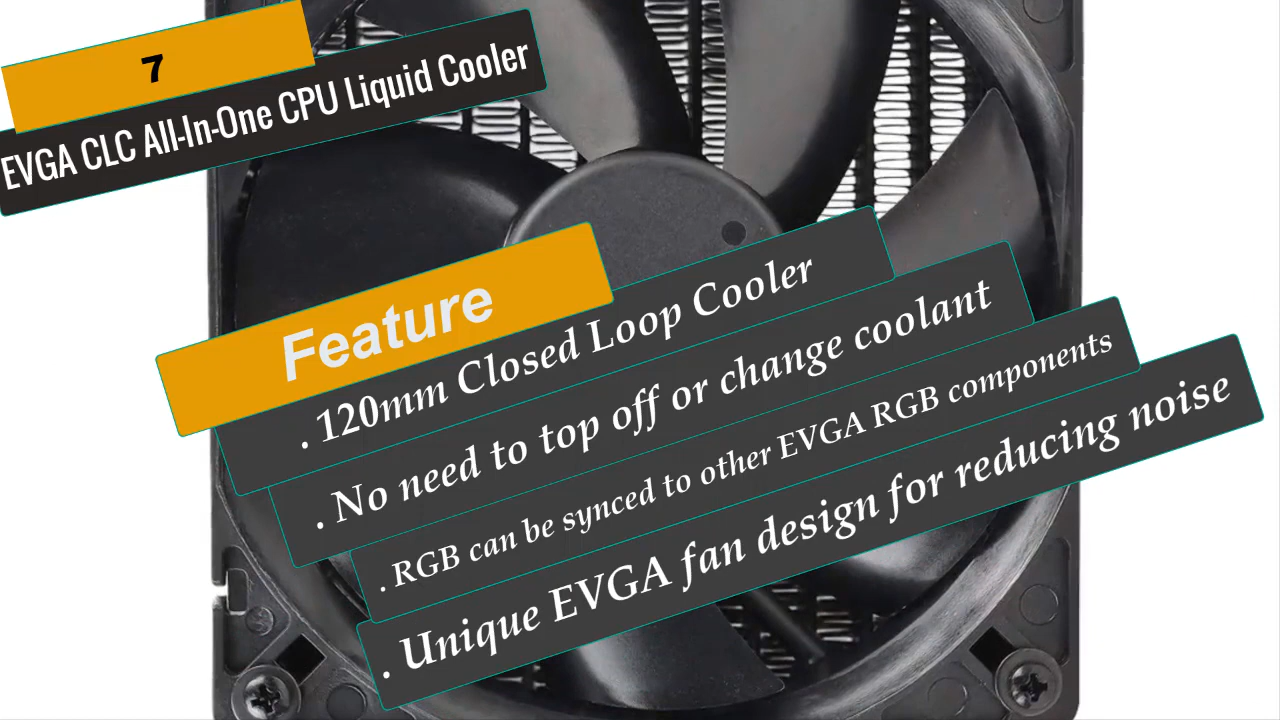 7
EVGA CLC All-In-One CPU Liquid Cooler
Feature
. 120mm Closed Loop Cooler
. No need to top off or change coolant
. RGB can be synced to other EVGA RGB components
. Unique EVGA fan design for reducing noise